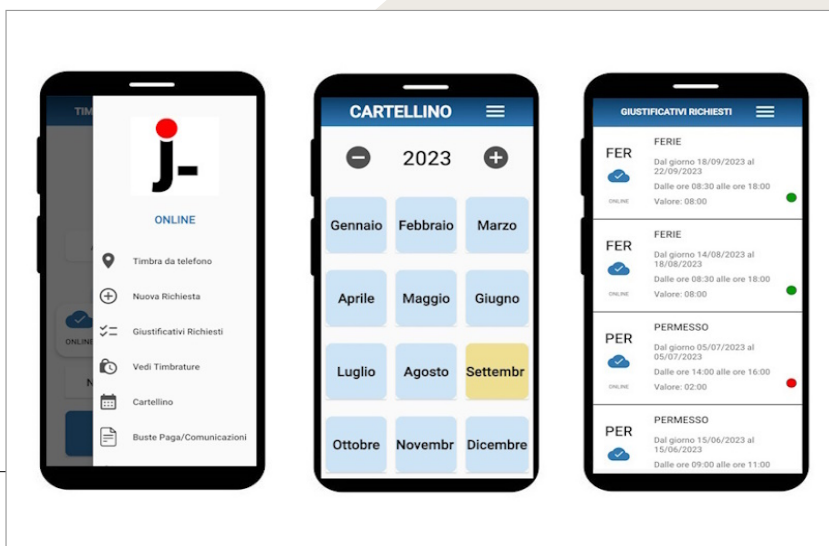 TIM
j-
ONLINE
Timbra da telefono
Nuova Richiesta
Giustificativi Richiesti
Vedi Timbrature
Cartellino
Buste Paga/Comunicazioni
ONLINE
N
CARTELLINO
2023
Gennaio Febbraio Marzo
Aprile Maggio Giugno
Luglio Agosto Settembr
Ottobre Novembr Dicembre
GIUSTIFICATIVI RICHIESTI
FER
ONLINE
FERIE
Dal giorno 18/09/2023 al
22/09/2023
Dalle ore 08:30 alle ore 18:00
Valore: 08:00
FER
ONLINE
FERIE
Dal giorno 14/08/2023 al
18/08/2023
Dalle ore 08:30 alle ore 18:00
Valore: 08:00
PER
ONLINE
PERMESSO
Dal giorno 05/07/2023 al
05/07/2023
Dalle ore 14:00 alle ore 16:00
Valore: 02:00
PER
PERMESSO
Dal giorno 15/06/2023 al
15/06/2023
Dalle ore 09:00 alle ore 11:00